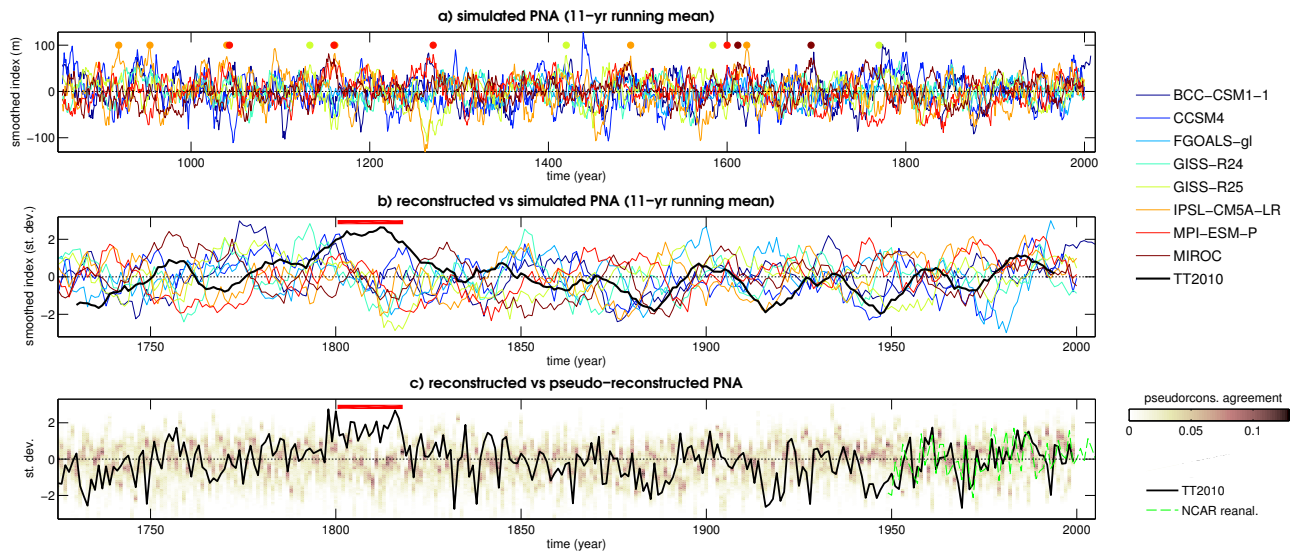 a) simulated PNA (11−yr running mean)
smoothed index (m)
100
0
−100
1000
1200
1400
1600
1800
2000
time (year)
b) reconstructed vs simulated PNA (11−yr running mean)
smoothed index (st. dev.)
2
0
−2
1750
1800
1850
1900
1950
2000
time (year)
c) reconstructed vs pseudo−reconstructed PNA
st. dev.
2
0
−2
1750
1800
1850
1900
1950
2000
time (year)
BCC−CSM1−1
CCSM4
FGOALS−gl
GISS−R24
GISS−R25
IPSL−CM5A−LR
MPI−ESM−P
MIROC
TT2010
pseudorcons. agreement
0 0.05 0.1
TT2010
NCAR reanal.